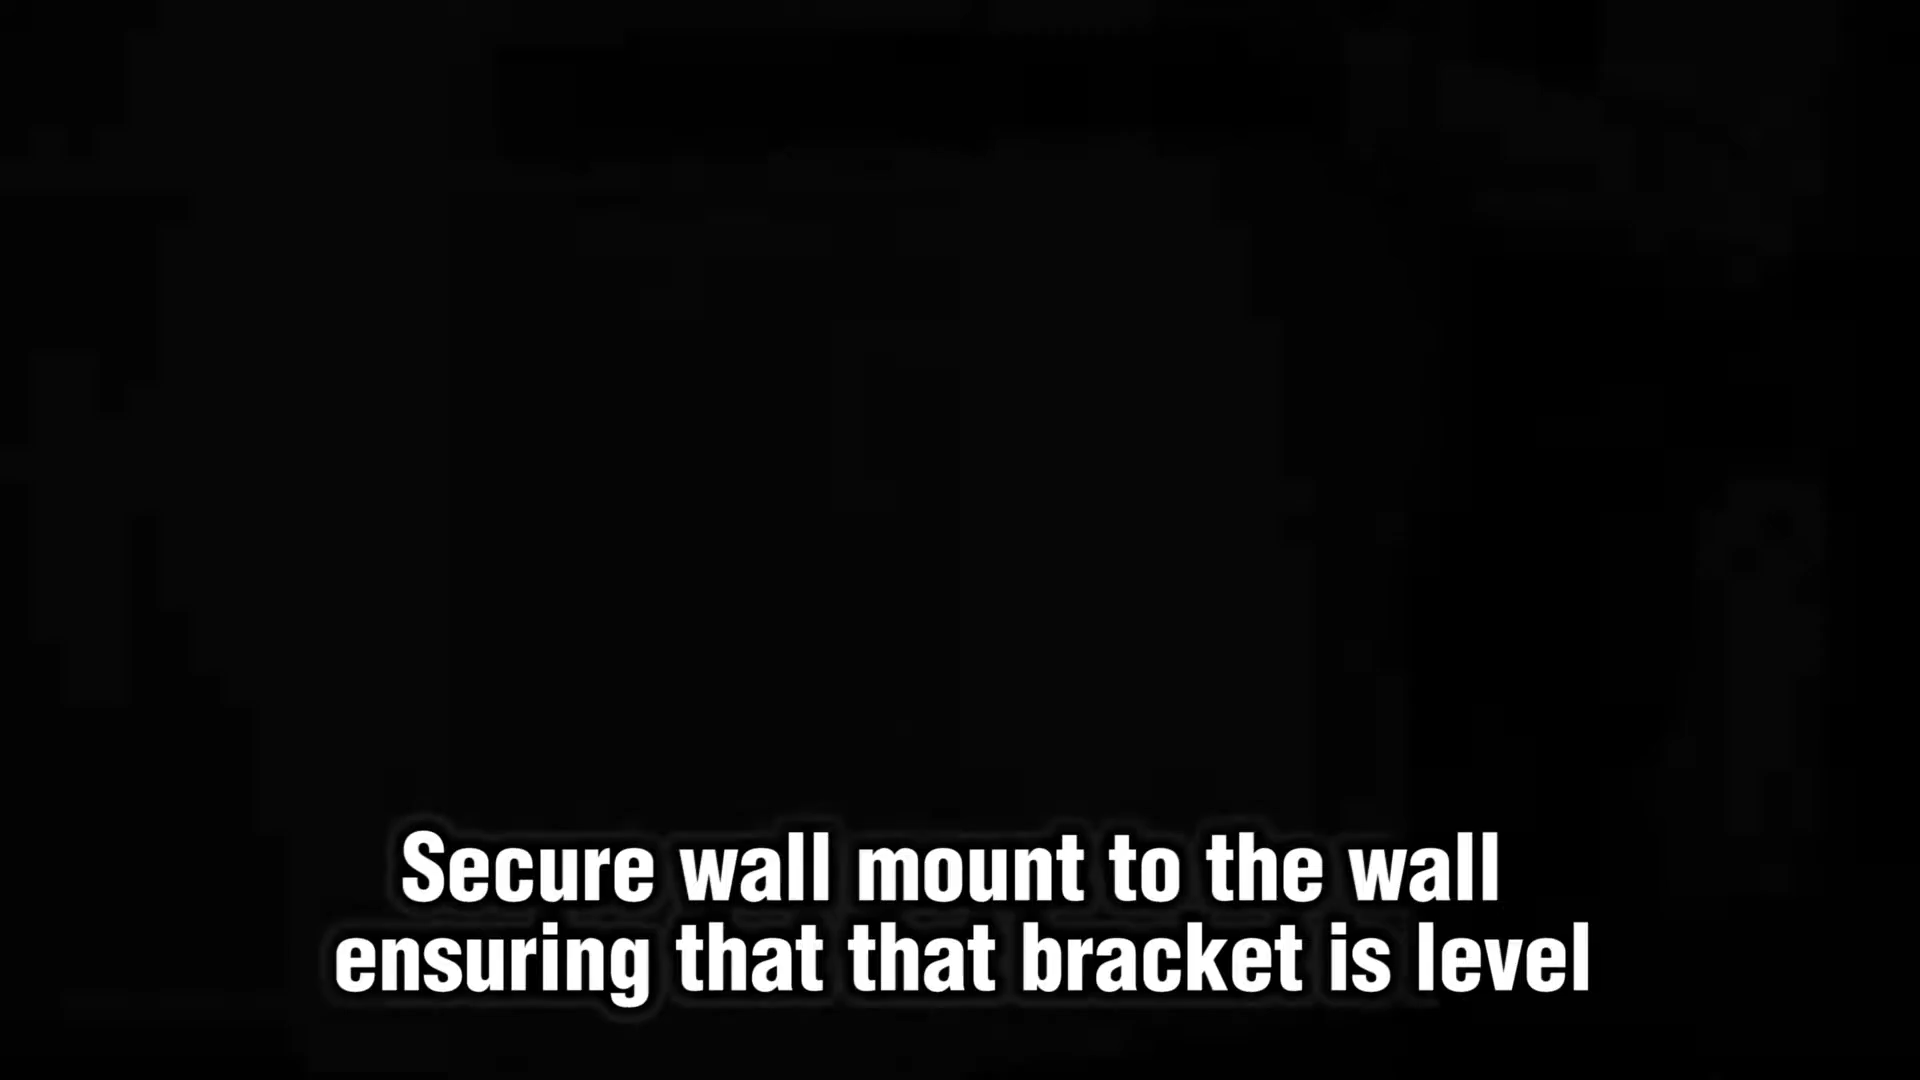 Secure wall mount to the wall
ensuring that that bracket is level